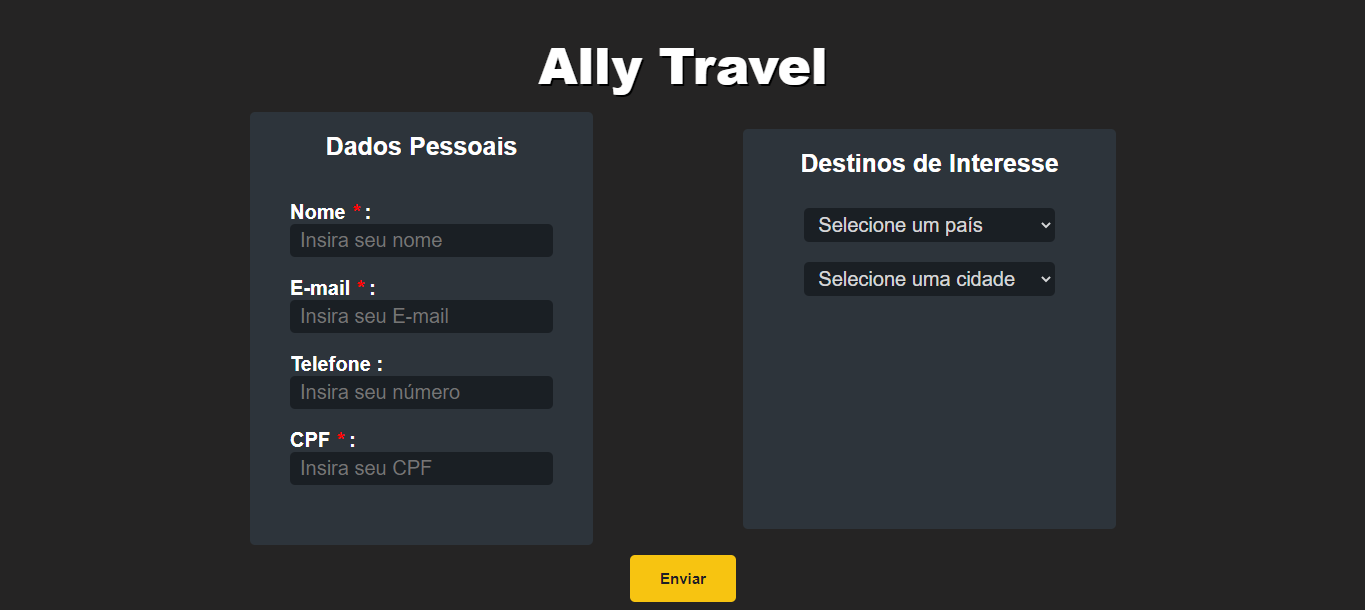 Ally Travel
Dados Pessoais
Nome * :
Insira seu nome
E-mail * :
Insira seu E-mail
Telefone :
Insira seu número
CPF * :
Insira seu CPF
Destinos de Interesse
Selecione um país
Selecione uma cidade
Enviar